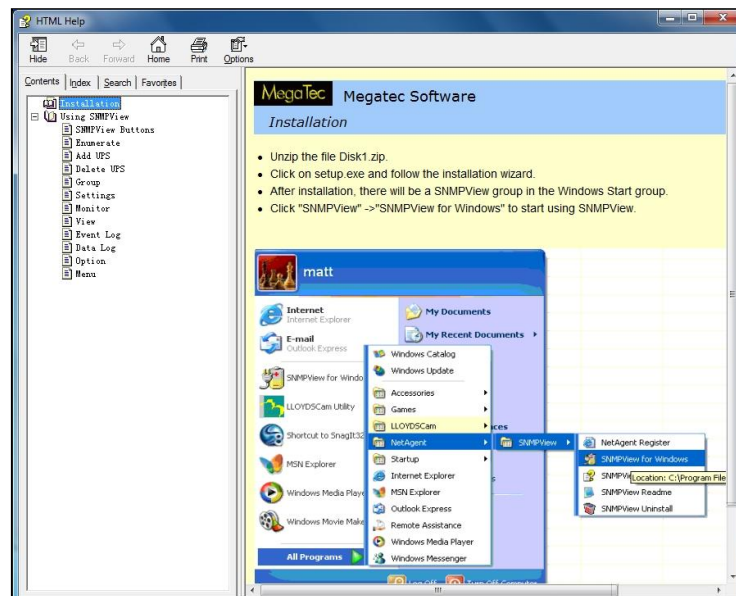 HTML Help
Hide Back Forward Home Print Options
Contents Index Search Favorites
Installation
Using SNMPView
SNMPView Buttons
Enumerate
Add UPS
Delete UPS
Group
Settings
Monitor
View
Event Log
Data Log
Option
Menu
MegaTec Megatec Software
Installation
• Unzip the file Disk1.zip.
• Click on setup.exe and follow the installation wizard.
• After installation, there will be a SNMPView group in the Windows Start group.
• Click "SNMPView" ->"SNMPView for Windows" to start using SNMPView.
matt
Internet
Internet Explorer
E-mail
Outlook Express
SNMPView for Windo
LLOYDSCam Utility
Shortcut to SnagIt32
MSN Explorer
Windows Media Playe
Windows Movie Make
All Programs
My Documents
My Recent Documents
ces
s
Windows Catalog
Windows Update
Accessories
Games
LLOYDSCam
NetAgent
Startup
Internet Explorer
MSN Explorer
Outlook Express
Remote Assistance
Windows Media Player
Windows Messenger
SNMPView
NetAgent Register
SNMPView for Windows
SNMPVi
Location: C:\Program File
SNMPView Readme
SNMPView Uninstall
Log Off Turn Off Computer